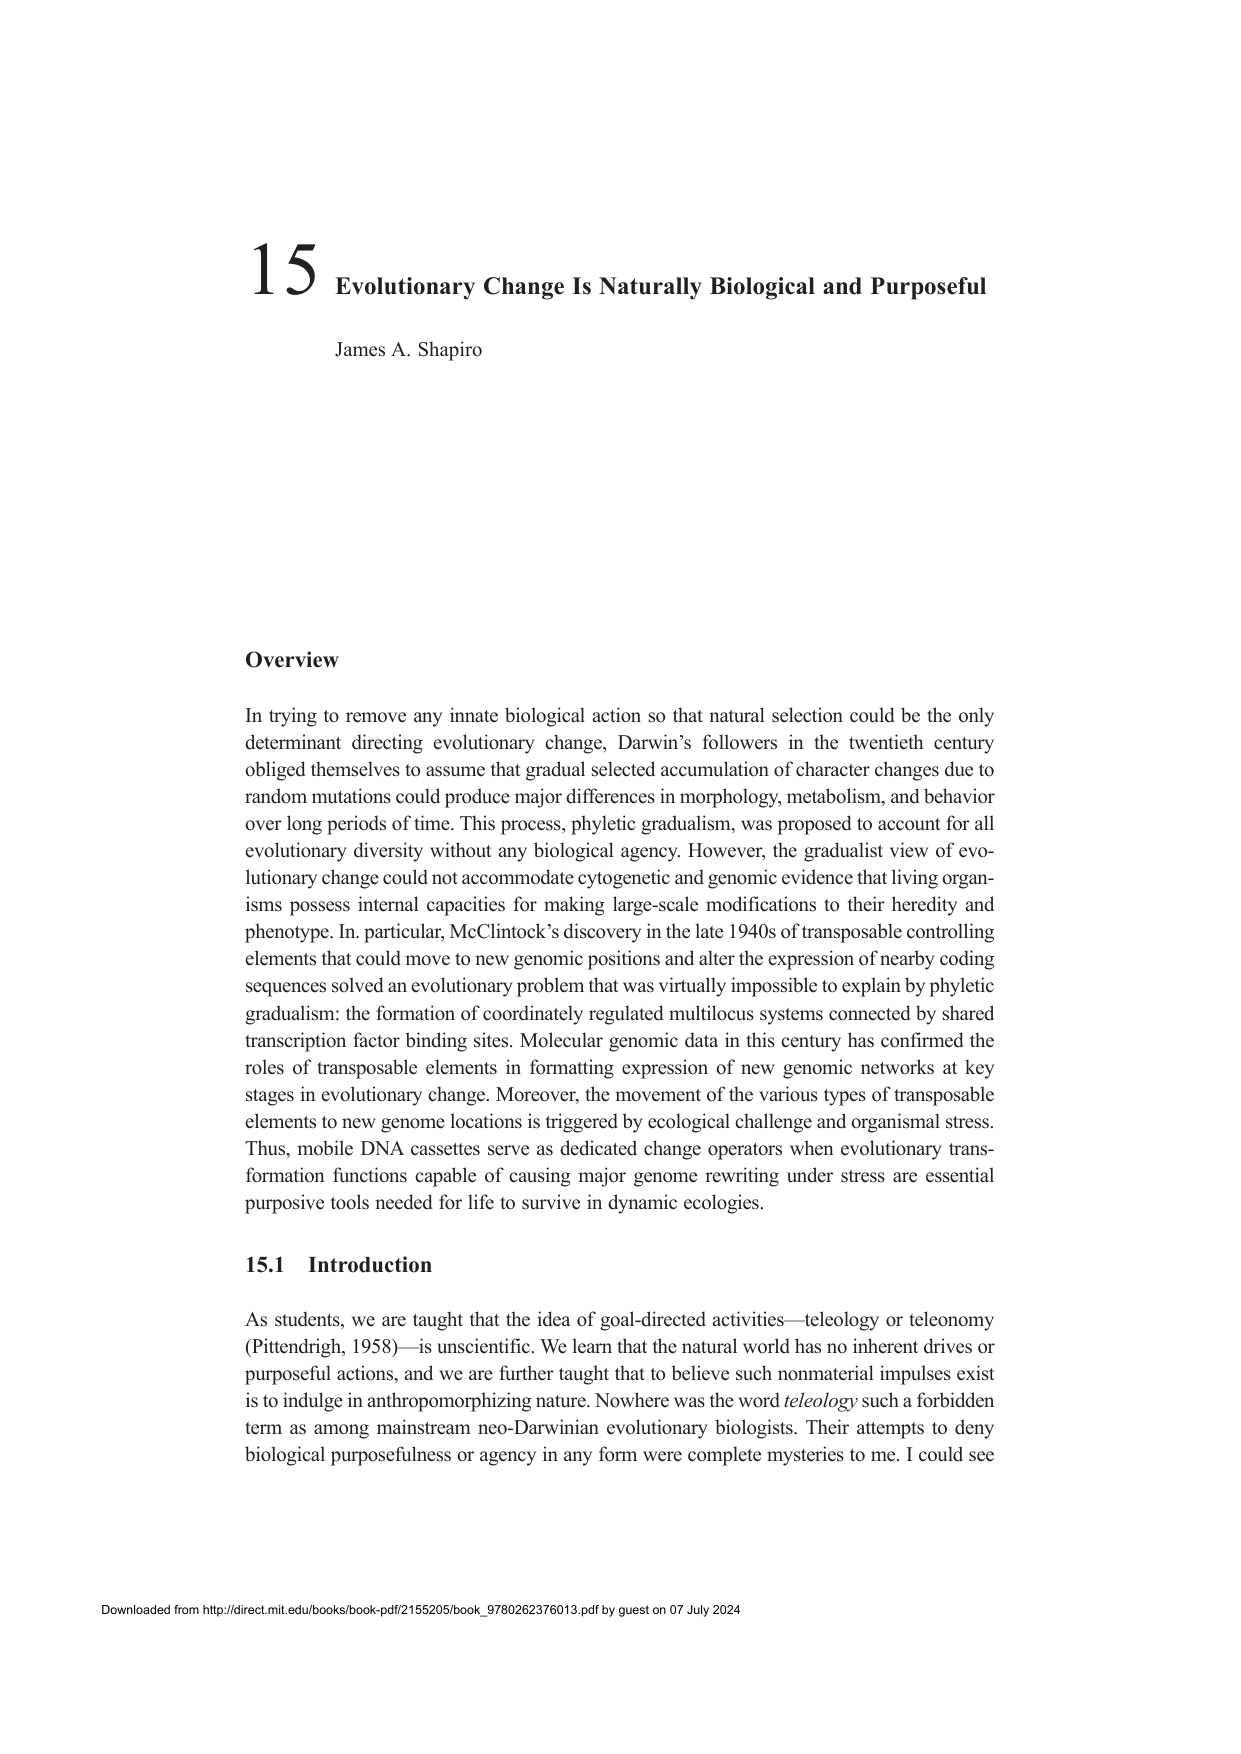 15 Evolutionary Change Is Naturally Biological and Purposeful
James A. Shapiro
Overview
In trying to remove any innate biological action so that natural selection could be the only
determinant directing evolutionary change, Darwin’s followers in the twentieth century
obliged themselves to assume that gradual selected accumulation of character changes due to
random mutations could produce major differences in morphology, metabolism, and behavior
over long periods of time. This process, phyletic gradualism, was proposed to account for all
evolutionary diversity without any biological agency. However, the gradualist view of evo-
lutionary change could not accommodate cytogenetic and genomic evidence that living organ-
isms possess internal capacities for making large-scale modifications to their heredity and
phenotype. In. particular, McClintock’s discovery in the late 1940s of transposable controlling
elements that could move to new genomic positions and alter the expression of nearby coding
sequences solved an evolutionary problem that was virtually impossible to explain by phyletic
gradualism: the formation of coordinately regulated multilocus systems connected by shared
transcription factor binding sites. Molecular genomic data in this century has confirmed the
roles of transposable elements in formatting expression of new genomic networks at key
stages in evolutionary change. Moreover, the movement of the various types of transposable
elements to new genome locations is triggered by ecological challenge and organismal stress.
Thus, mobile DNA cassettes serve as dedicated change operators when evolutionary trans-
formation functions capable of causing major genome rewriting under stress are essential
purposive tools needed for life to survive in dynamic ecologies.
15.1 Introduction
As students, we are taught that the idea of goal-directed activities—teleology or teleonomy
(Pittendrigh, 1958)—is unscientific. We learn that the natural world has no inherent drives or
purposeful actions, and we are further taught that to believe such nonmaterial impulses exist
is to indulge in anthropomorphizing nature. Nowhere was the word teleology such a forbidden
term as among mainstream neo-Darwinian evolutionary biologists. Their attempts to deny
biological purposefulness or agency in any form were complete mysteries to me. I could see
Downloaded from http://direct.mit.edu/books/book-pdf/2155205/book_9780262376013.pdf by guest on 07 July 2024